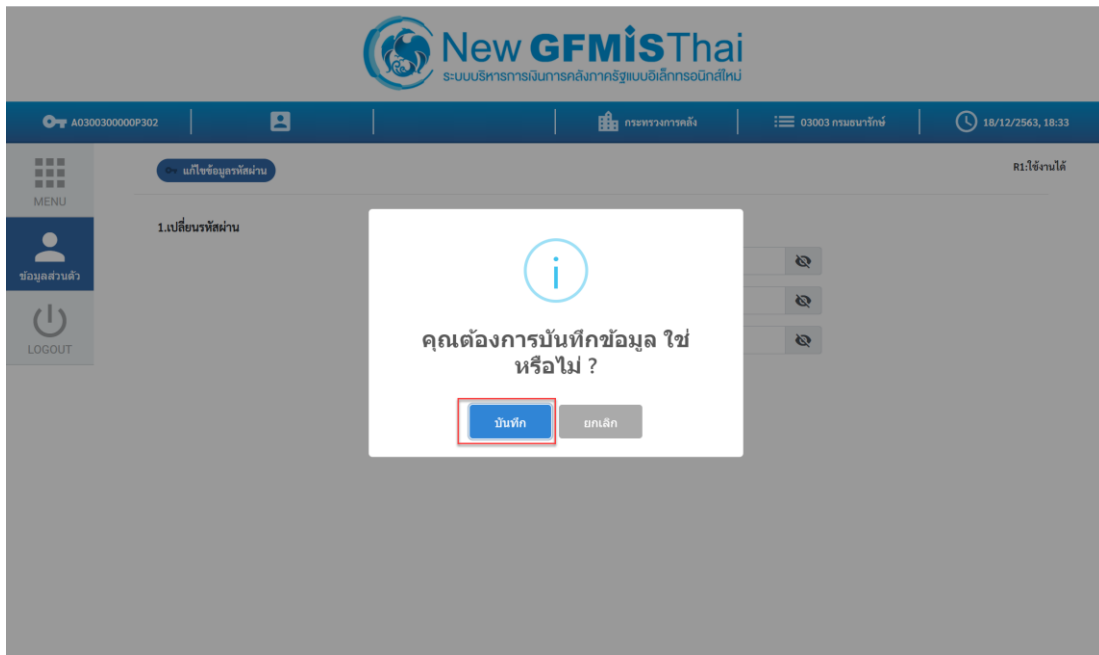 New GFMIS Thai
ระบบบริหารการเงินการคลังภาครัฐแบบอิเล็กทรอนิกส์ใหม่
A0300300000P302
กระทรวงการคลัง
03003 กรมธนารักษ์
18/12/2563, 18:33
MENU
แก้ไขข้อมูลรหัสผ่าน
R1:ใช้งานได้
1.เปลี่ยนรหัสผ่าน
ข้อมูลส่วนตัว
LOGOUT
i
คุณต้องการบันทึกข้อมูล ใช่
หรือไม่ ?
บันทึก
ยกเลิก